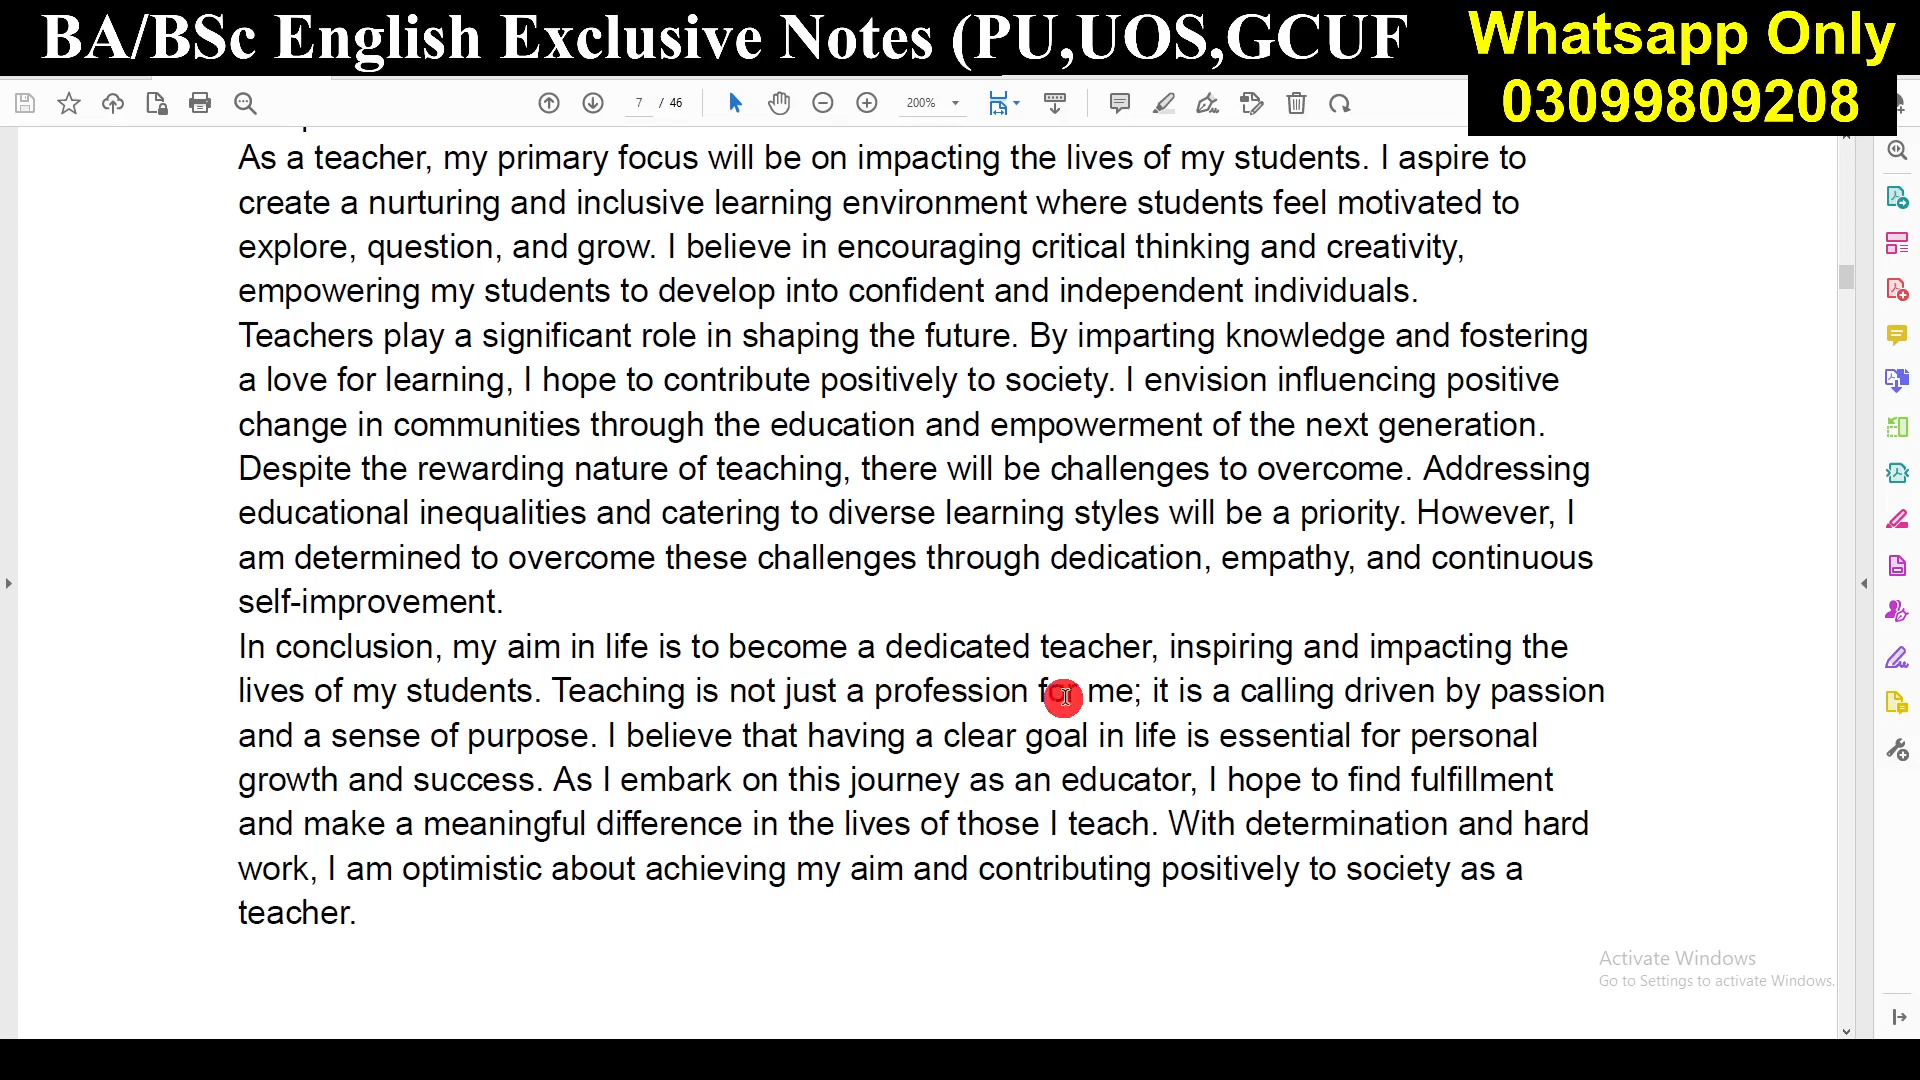 BA/BSc English Exclusive Notes (PU,UOS,GCUF
Whatsapp Only
03099809208
7 / 46
200%
As a teacher, my primary focus will be on impacting the lives of my students. I aspire to
create a nurturing and inclusive learning environment where students feel motivated to
explore, question, and grow. I believe in encouraging critical thinking and creativity,
empowering my students to develop into confident and independent individuals.
Teachers play a significant role in shaping the future. By imparting knowledge and fostering
a love for learning, I hope to contribute positively to society. I envision influencing positive
change in communities through the education and empowerment of the next generation.
Despite the rewarding nature of teaching, there will be challenges to overcome. Addressing
educational inequalities and catering to diverse learning styles will be a priority. However, I
am determined to overcome these challenges through dedication, empathy, and continuous
self-improvement.
In conclusion, my aim in life is to become a dedicated teacher, inspiring and impacting the
lives of my students. Teaching is not just a profession for me; it is a calling driven by passion
and a sense of purpose. I believe that having a clear goal in life is essential for personal
growth and success. As I embark on this journey as an educator, I hope to find fulfillment
and make a meaningful difference in the lives of those I teach. With determination and hard
work, I am optimistic about achieving my aim and contributing positively to society as a
teacher.
Activate Windows
Go to Settings to activate Windows.